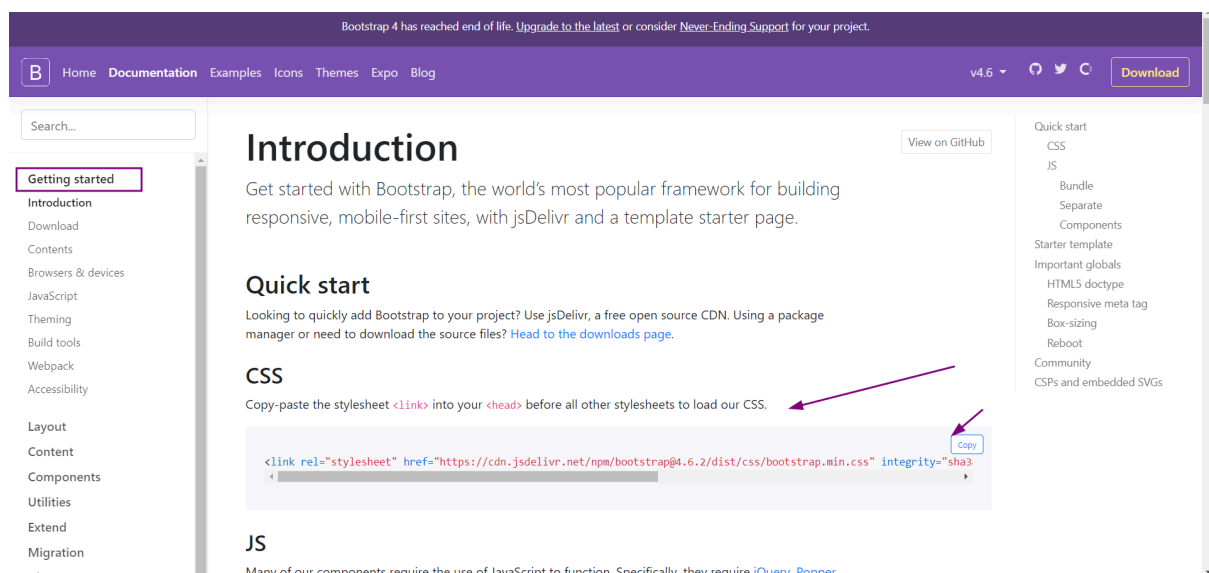 Bootstrap 4 has reached end of life. Upgrade to the latest or consider Never-Ending Support for your project.
B Home Documentation Examples Icons Themes Expo Blog v4.6 Download
Search...
Getting started
Introduction
Download
Contents
Browsers & devices
JavaScript
Theming
Build tools
Webpack
Accessibility
Layout
Content
Components
Utilities
Extend
Migration
Introduction
View on GitHub
Get started with Bootstrap, the world's most popular framework for building
responsive, mobile-first sites, with jsDelivr and a template starter page.
Quick start
Looking to quickly add Bootstrap to your project? Use jsDelivr, a free open source CDN. Using a package
manager or need to download the source files? Head to the downloads page.
CSS
Copy-paste the stylesheet <link> into your <head> before all other stylesheets to load our CSS.
Copy
<link rel="stylesheet" href="https://cdn.jsdelivr.net/npm/bootstrap@4.6.2/dist/css/bootstrap.min.css" integrity="sha3
JS
Many of our components require the use of JavaScript to function. Specifically, they require jQuery, Popper
Quick start
CSS
JS
Bundle
Separate
Components
Starter template
Important globals
HTML5 doctype
Responsive meta tag
Box-sizing
Reboot
Community
CSPs and embedded SVGs